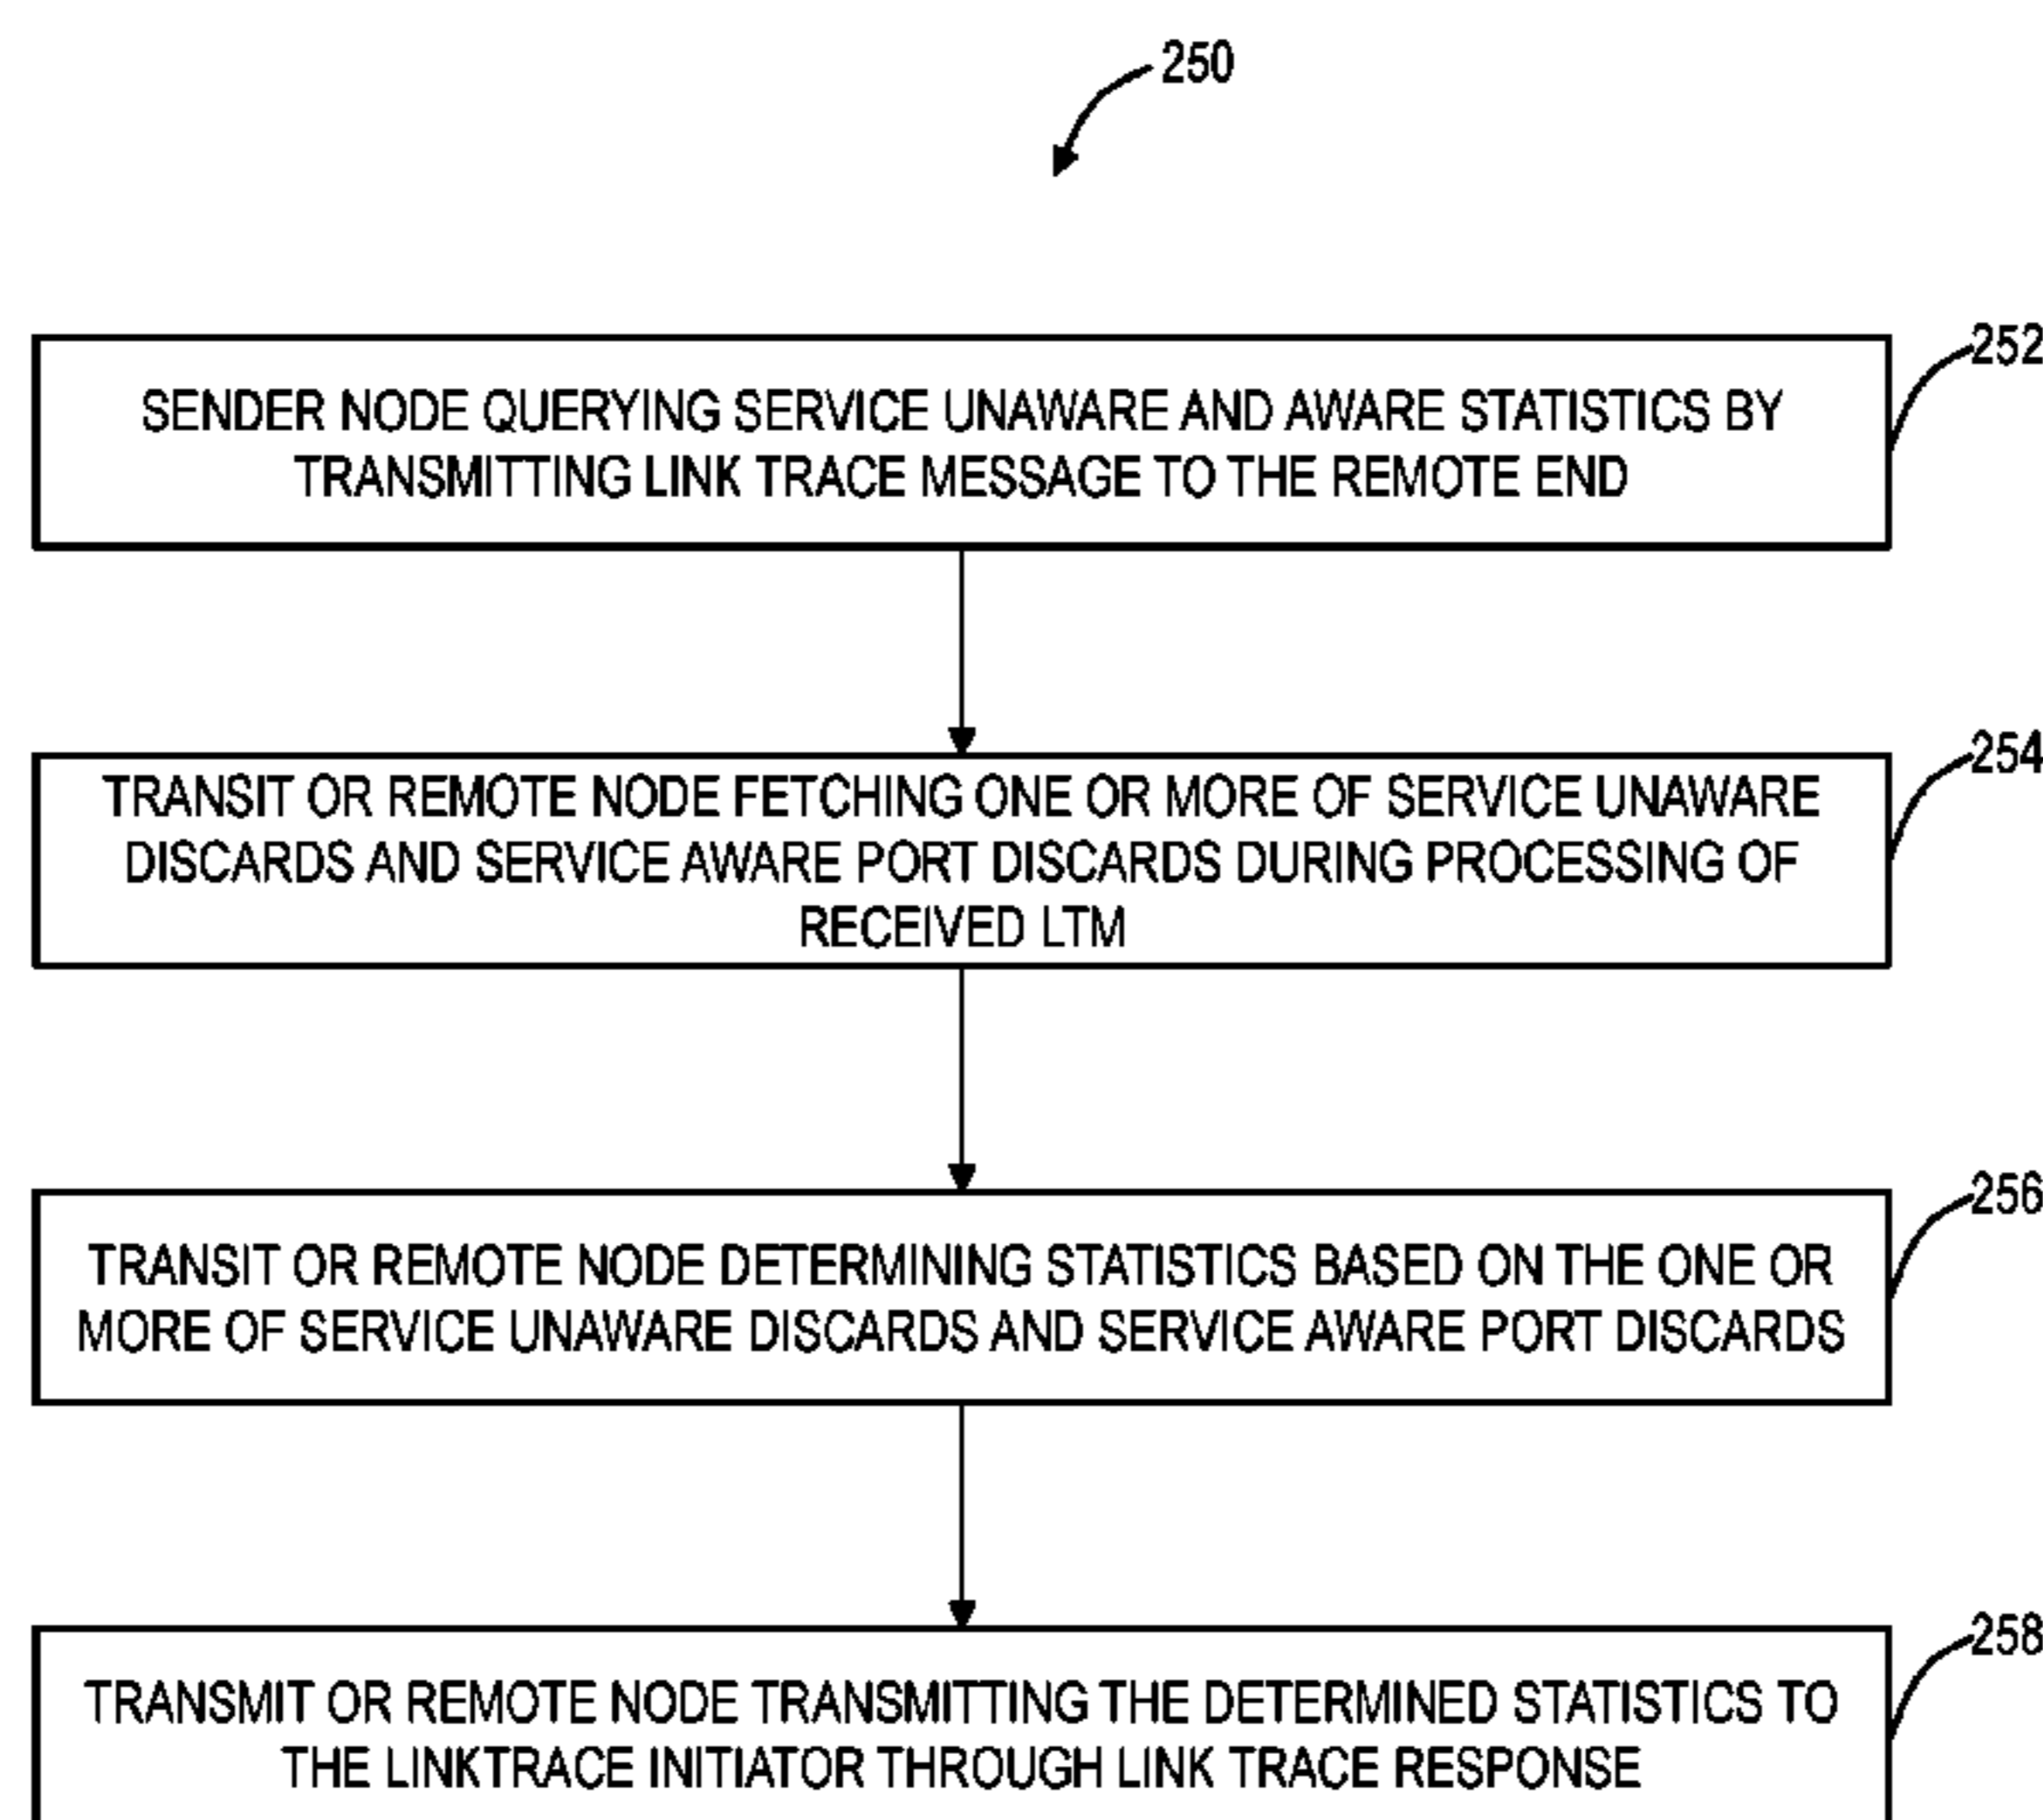 250
252
SENDER NODE QUERYING SERVICE UNAWARE AND AWARE STATISTICS BY
TRANSMITTING LINK TRACE MESSAGE TO THE REMOTE END
254
TRANSIT OR REMOTE NODE FETCHING ONE OR MORE OF SERVICE UNAWARE
DISCARDS AND SERVICE AWARE PORT DISCARDS DURING PROCESSING OF
RECEIVED LTM
256
TRANSIT OR REMOTE NODE DETERMINING STATISTICS BASED ON THE ONE OR
MORE OF SERVICE UNAWARE DISCARDS AND SERVICE AWARE PORT DISCARDS
258
TRANSMIT OR REMOTE NODE TRANSMITTING THE DETERMINED STATISTICS TO
THE LINKTRACE INITIATOR THROUGH LINK TRACE RESPONSE